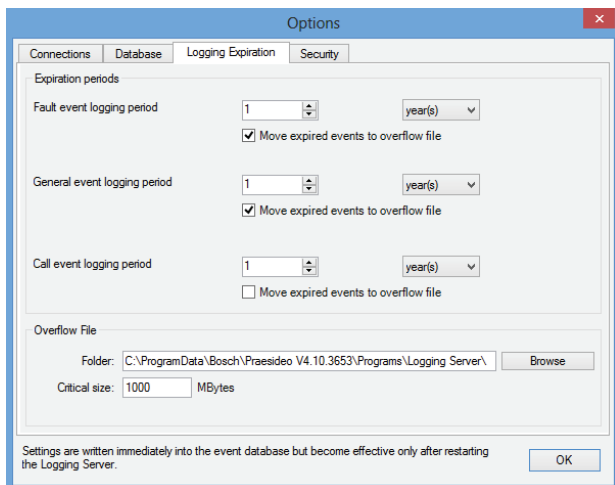 Options
Connections Database Logging Expiration Security
Expiration periods
Fault event logging period 1 year(s)
Move expired events to overflow file
General event logging period 1 year(s)
Move expired events to overflow file
Call event logging period 1 year(s)
Move expired events to overflow file
Overflow File
Folder: C:\ProgramData\Bosch\Praesideo V4.10.3653\Programs\Logging Server\ Browse
Critical size: 1000 MBytes
Settings are written immediately into the event database but become effective only after restarting
the Logging Server.
OK